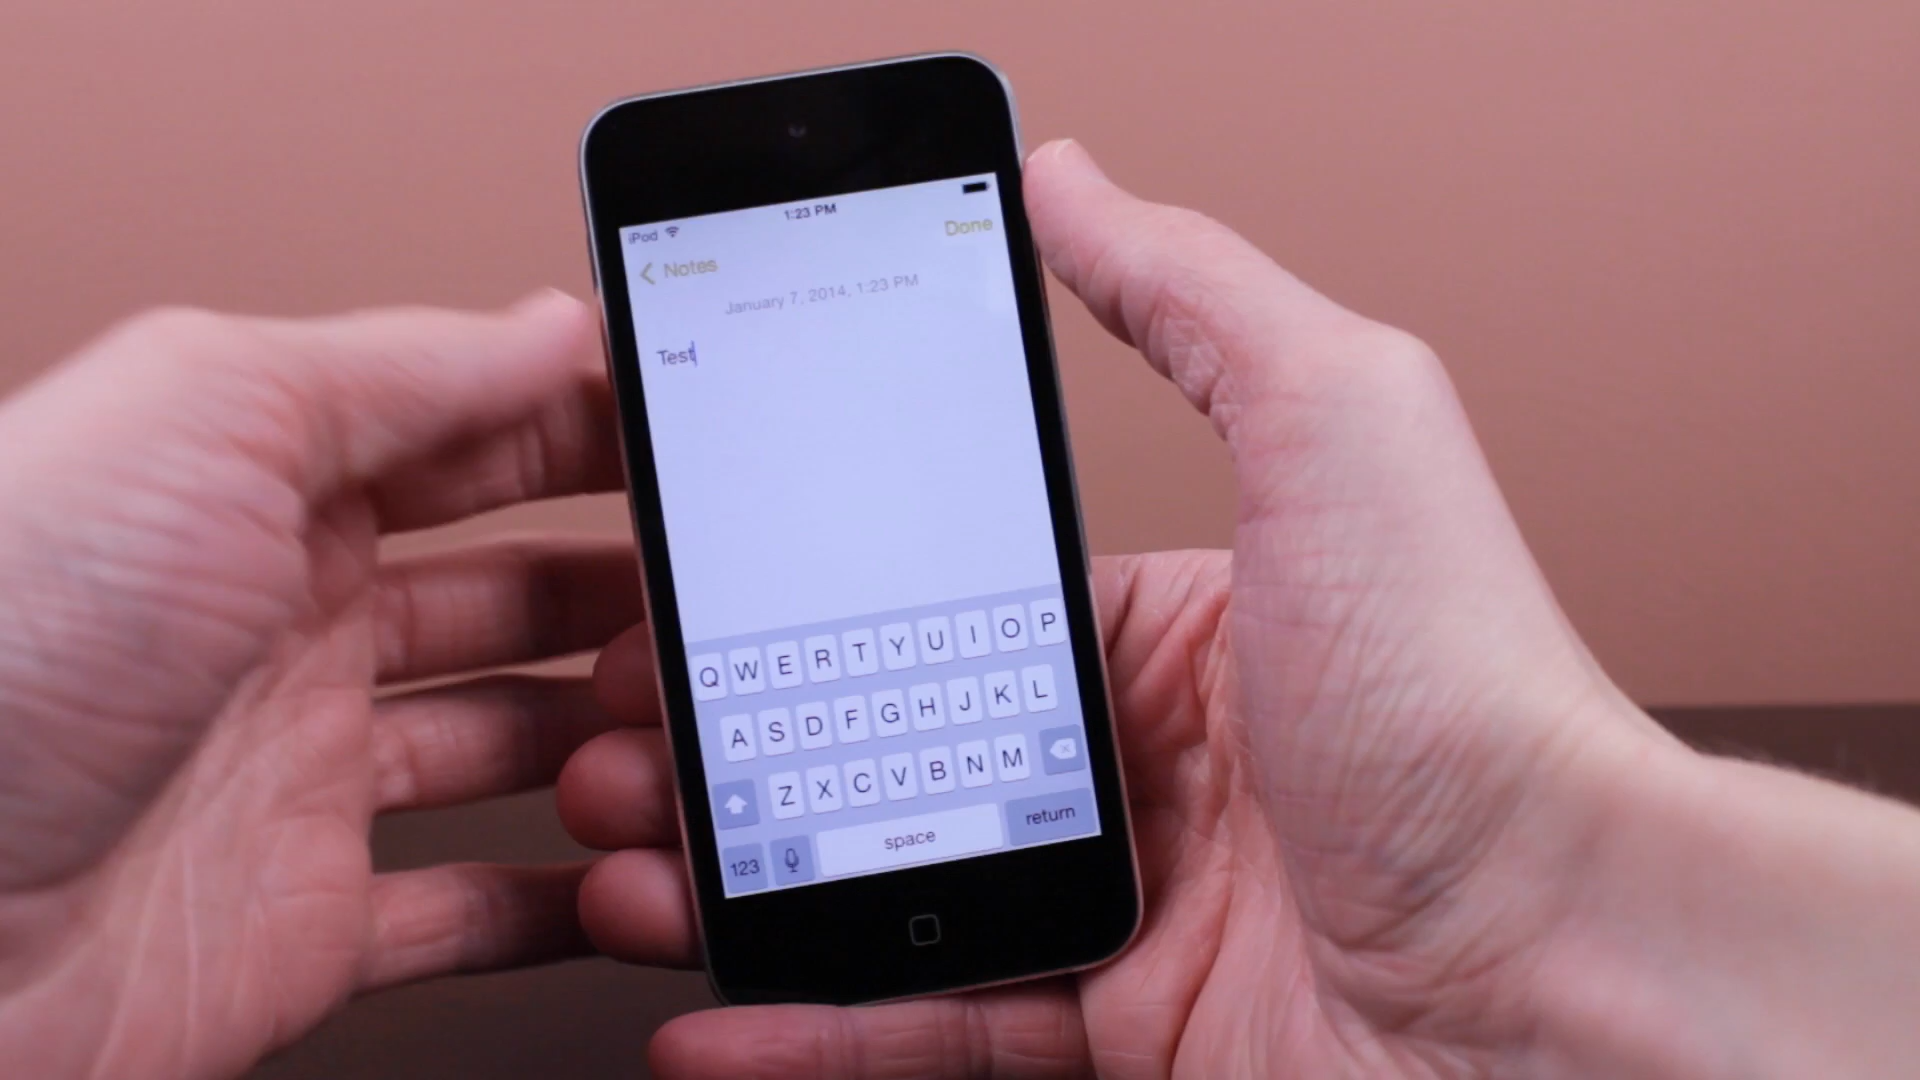 iPod 1:23 PM
Notes Done
January 7, 2014, 1:23 PM
Test
Q W E R T Y U I O P
A S D F G H J K L
Z X C V B N M
123 space return